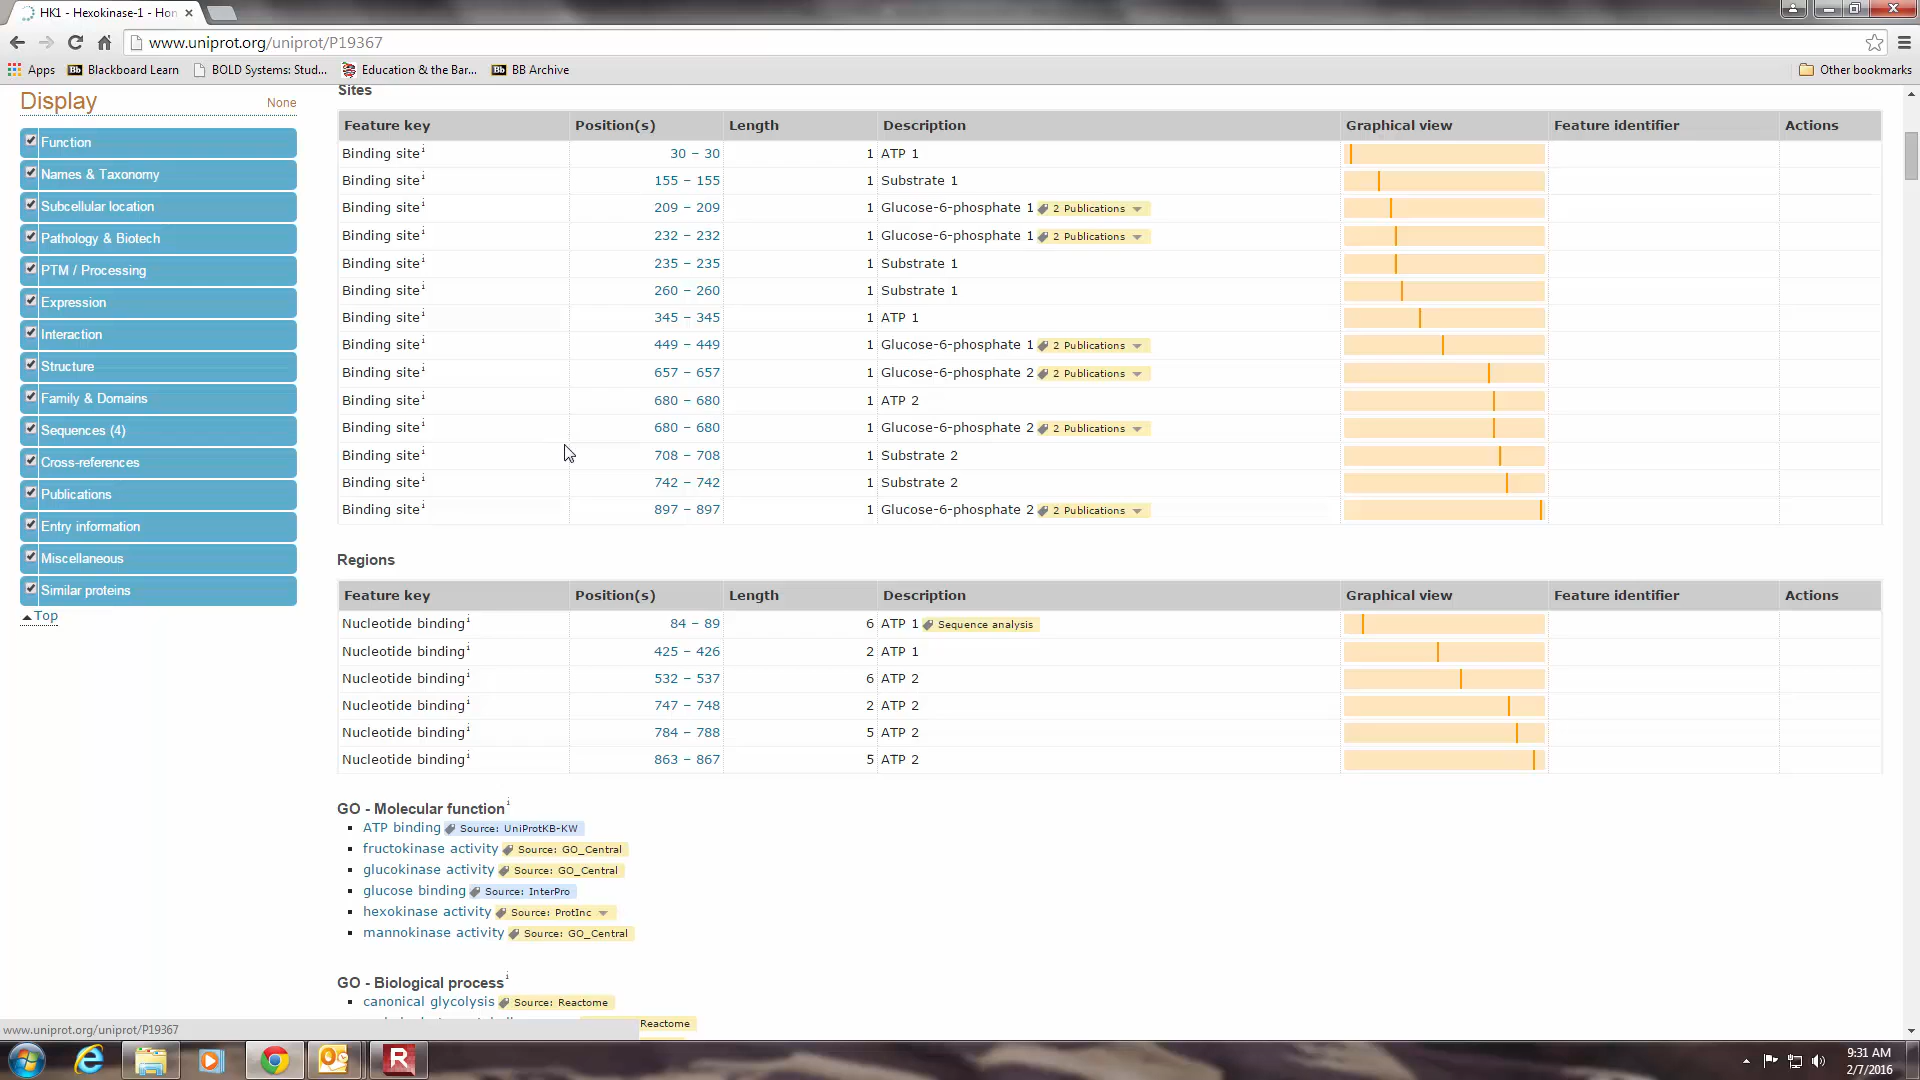 HK1 - Hexokinase-1 - Hon
www.uniprot.org/uniprot/P19367
Apps Blackboard Learn BOLD Systems: Stud... Education & the Bar... BB Archive Other bookmarks
Display None
Function
Names & Taxonomy
Subcellular location
Pathology & Biotech
PTM / Processing
Expression
Interaction
Structure
Family & Domains
Sequences (4)
Cross-references
Publications
Entry information
Miscellaneous
Similar proteins
Top
Sites
Feature key Position(s) Length Description Graphical view Feature identifier Actions
Binding site i 30 – 30 1 ATP 1
Binding site i 155 – 155 1 Substrate 1
Binding site i 209 – 209 1 Glucose-6-phosphate 1 2 Publications
Binding site i 232 – 232 1 Glucose-6-phosphate 1 2 Publications
Binding site i 235 – 235 1 Substrate 1
Binding site i 260 – 260 1 Substrate 1
Binding site i 345 – 345 1 ATP 1
Binding site i 449 – 449 1 Glucose-6-phosphate 1 2 Publications
Binding site i 657 – 657 1 Glucose-6-phosphate 2 2 Publications
Binding site i 680 – 680 1 ATP 2
Binding site i 680 – 680 1 Glucose-6-phosphate 2 2 Publications
Binding site i 708 – 708 1 Substrate 2
Binding site i 742 – 742 1 Substrate 2
Binding site i 897 – 897 1 Glucose-6-phosphate 2 2 Publications
Regions
Feature key Position(s) Length Description Graphical view Feature identifier Actions
Nucleotide binding i 84 – 89 6 ATP 1 Sequence analysis
Nucleotide binding i 425 – 426 2 ATP 1
Nucleotide binding i 532 – 537 6 ATP 2
Nucleotide binding i 747 – 748 2 ATP 2
Nucleotide binding i 784 – 788 5 ATP 2
Nucleotide binding i 863 – 867 5 ATP 2
GO - Molecular function i
ATP binding Source: UniProtKB-KW
fructokinase activity Source: GO_Central
glucokinase activity Source: GO_Central
glucose binding Source: InterPro
hexokinase activity Source: ProtInc
mannokinase activity Source: GO_Central
GO - Biological process i
canonical glycolysis Source: Reactome
Reactome
www.uniprot.org/uniprot/P19367
9:31 AM
2/7/2016